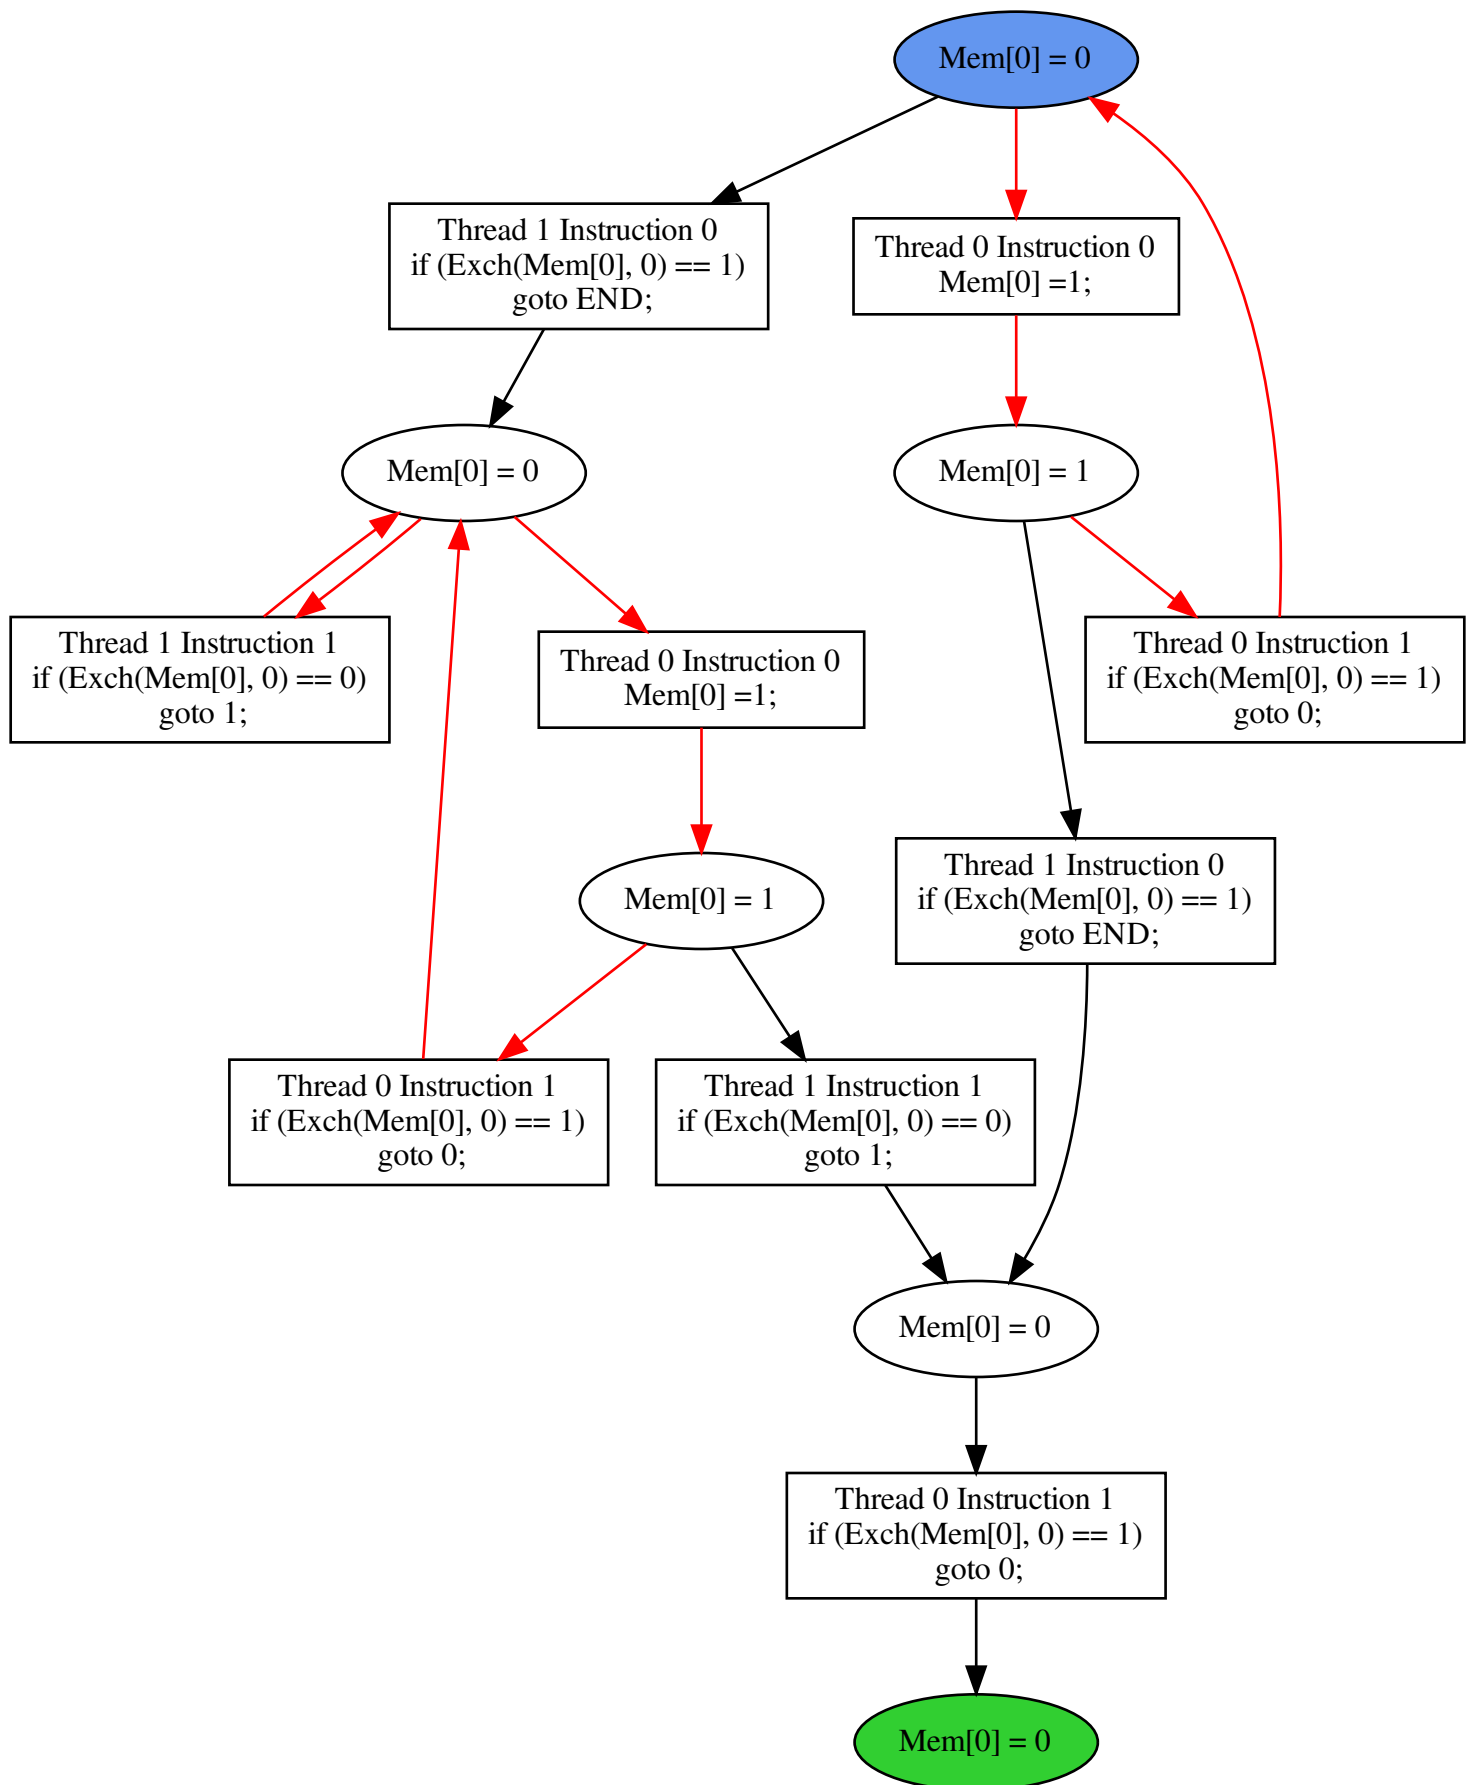 Mem[0] = 0
Thread 1 Instruction 0
if (Exch(Mem[0], 0) == 1)
goto END;
Thread 0 Instruction 0
Mem[0] =1;
Mem[0] = 0
Mem[0] = 1
Thread 1 Instruction 1
if (Exch(Mem[0], 0) == 0)
goto 1;
Thread 0 Instruction 0
Mem[0] =1;
Thread 0 Instruction 1
if (Exch(Mem[0], 0) == 1)
goto 0;
Mem[0] = 1
Thread 1 Instruction 0
if (Exch(Mem[0], 0) == 1)
goto END;
Thread 0 Instruction 1
if (Exch(Mem[0], 0) == 1)
goto 0;
Thread 1 Instruction 1
if (Exch(Mem[0], 0) == 0)
goto 1;
Mem[0] = 0
Thread 0 Instruction 1
if (Exch(Mem[0], 0) == 1)
goto 0;
Mem[0] = 0